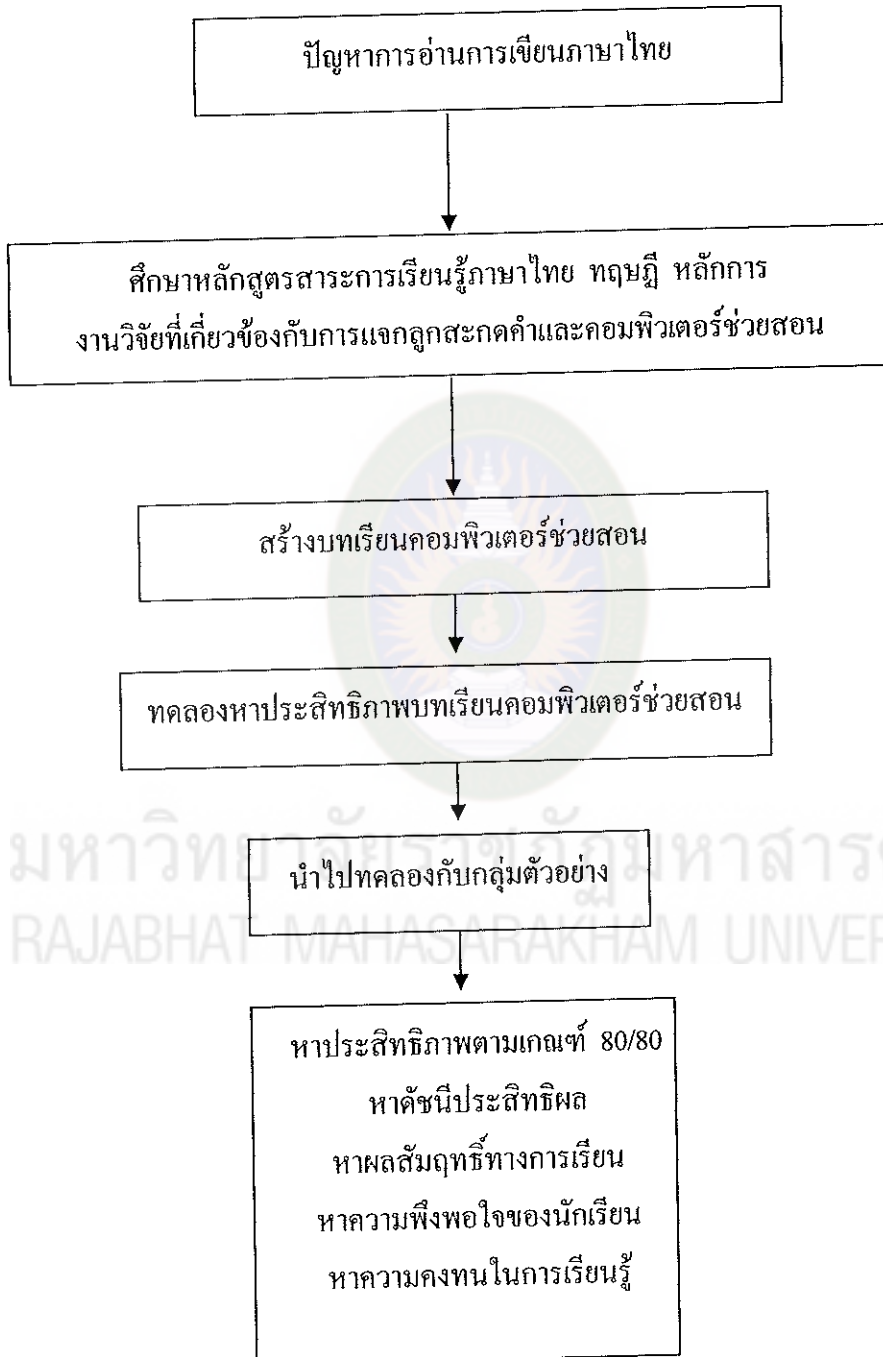 ปัญหาการอ่านการเขียนภาษาไทย
ศึกษาหลักสูตรสาระการเรียนรู้ภาษาไทย ทฤษฎี หลักการ
งานวิจัยที่เกี่ยวข้องกับการแจกลูกสะกดคำและคอมพิวเตอร์ช่วยสอน
สร้างบทเรียนคอมพิวเตอร์ช่วยสอน
ทดลองหาประสิทธิภาพบทเรียนคอมพิวเตอร์ช่วยสอน
มหาวิทยาลัยราชภัฏมหาสาร
นำไปทดลองกับกลุ่มตัวอย่าง
RAJABHAT MAHASARAKHAM UNIVER
หาประสิทธิภาพตามเกณฑ์ 80/80
หาดัชนีประสิทธิผล
หาผลสัมฤทธิ์ทางการเรียน
หาความพึงพอใจของนักเรียน
หาความคงทนในการเรียนรู้